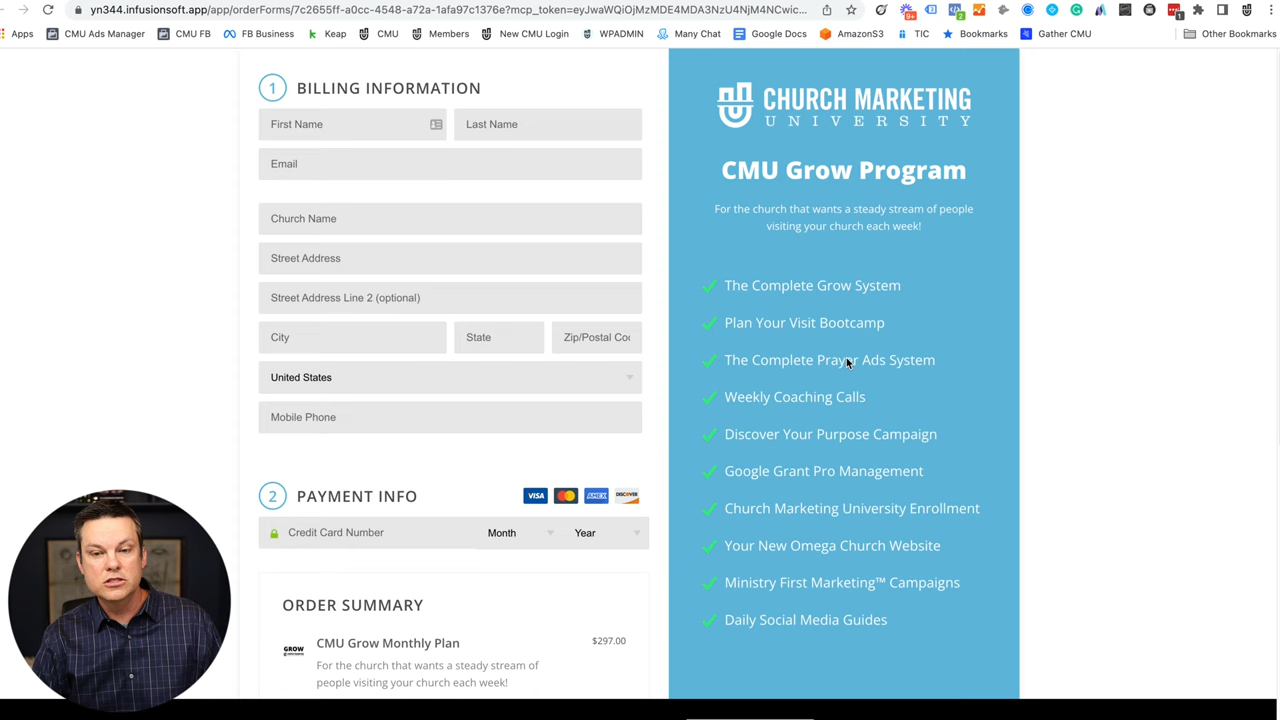 yn344.infusionsoft.app/app/orderForms/7c2655ff-a0cc-4548-a72a-1afa97c1376e?mcp_token=eyJwaWQiOjMzMDE4MDA3NzU4NjM4NCwic...
9+
2
1
Apps
CMU Ads Manager
CMU FB
FB Business
Keap
CMU
Members
New CMU Login
WPADMIN
Many Chat
Google Docs
AmazonS3
TIC
Bookmarks
Gather CMU
Other Bookmarks
1 BILLING INFORMATION
First Name
Last Name
Email
Church Name
Street Address
Street Address Line 2 (optional)
City
State
Zip/Postal Co
United States
Mobile Phone
2 PAYMENT INFO
VISA
AMEX
DISCOVER
Credit Card Number
Month
Year
ORDER SUMMARY
GROW
CMU Grow Monthly Plan
$297.00
For the church that wants a steady stream of
people visiting your church each week!
CHURCH MARKETING
UNIVERSITY
CMU Grow Program
For the church that wants a steady stream of people
visiting your church each week!
The Complete Grow System
Plan Your Visit Bootcamp
The Complete Prayer Ads System
Weekly Coaching Calls
Discover Your Purpose Campaign
Google Grant Pro Management
Church Marketing University Enrollment
Your New Omega Church Website
Ministry First Marketing™ Campaigns
Daily Social Media Guides